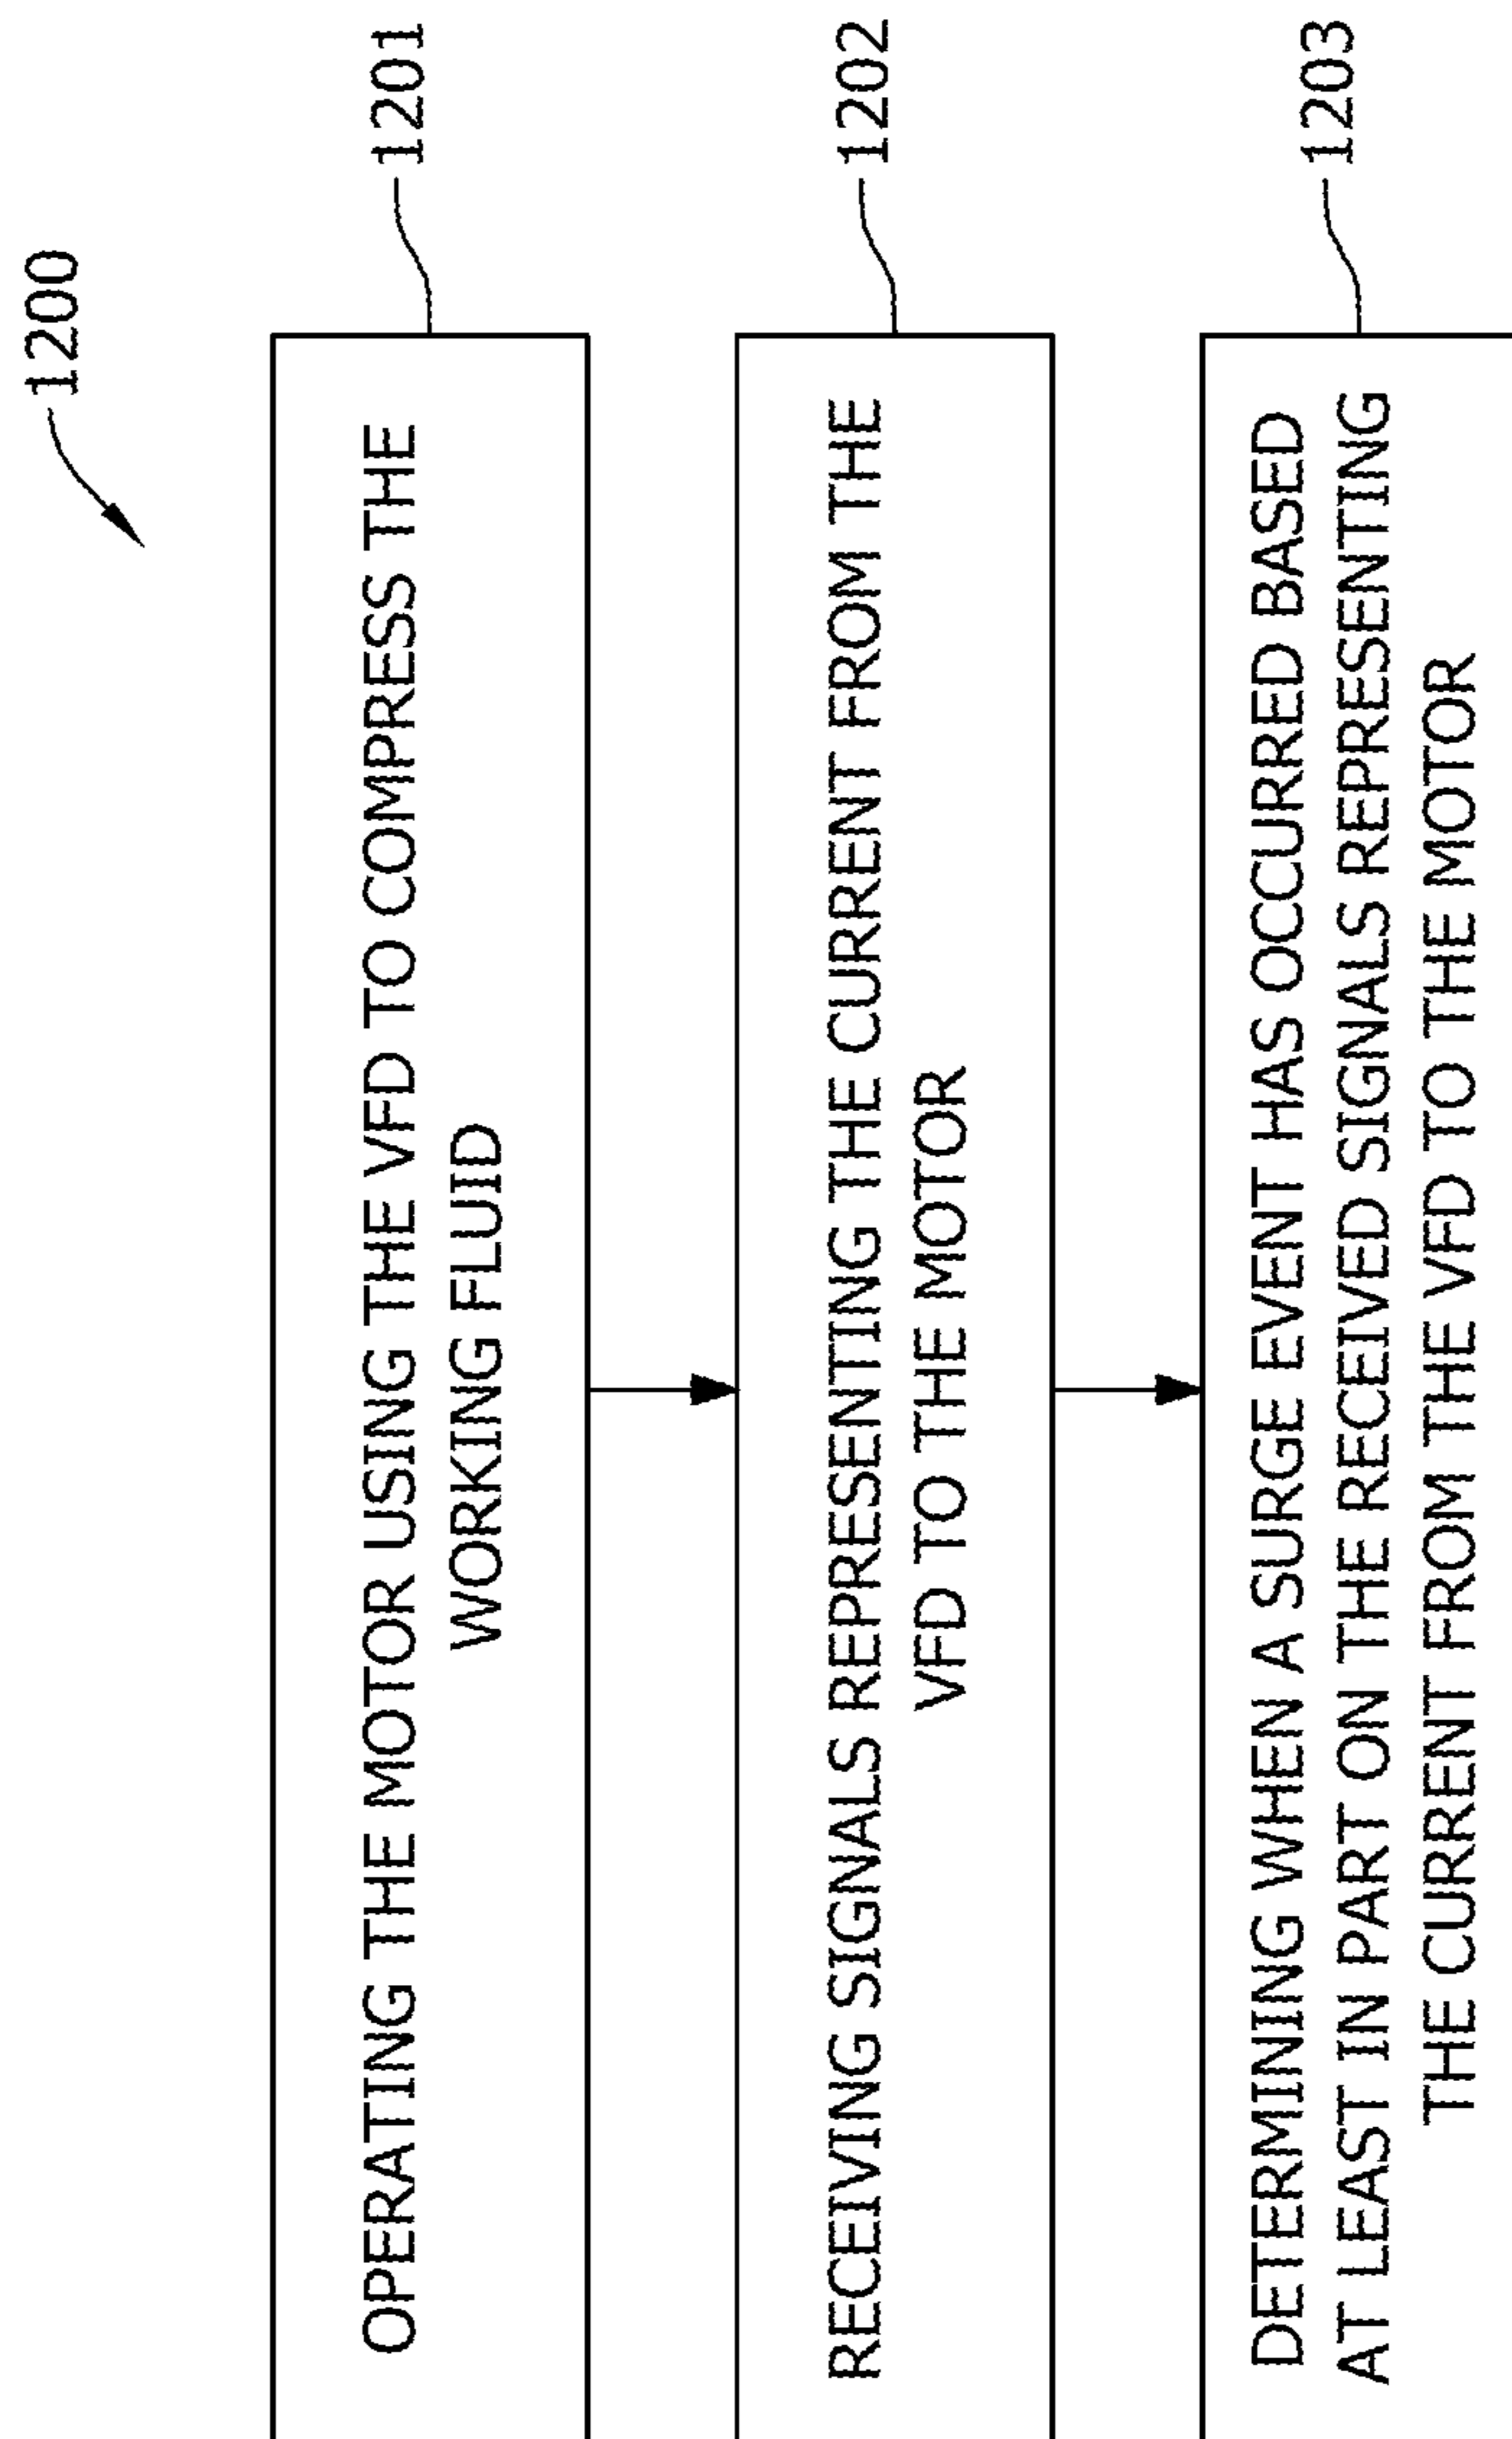 1200
OPERATING THE MOTOR USING THE VFD TO COMPRESS THE
WORKING FLUID
1201
RECEIVING SIGNALS REPRESENTING THE CURRENT FROM THE
VFD TO THE MOTOR
1202
DETERMINING WHEN A SURGE EVENT HAS OCCURRED BASED
AT LEAST IN PART ON THE RECEIVED SIGNALS REPRESENTING
THE CURRENT FROM THE VFD TO THE MOTOR
1203